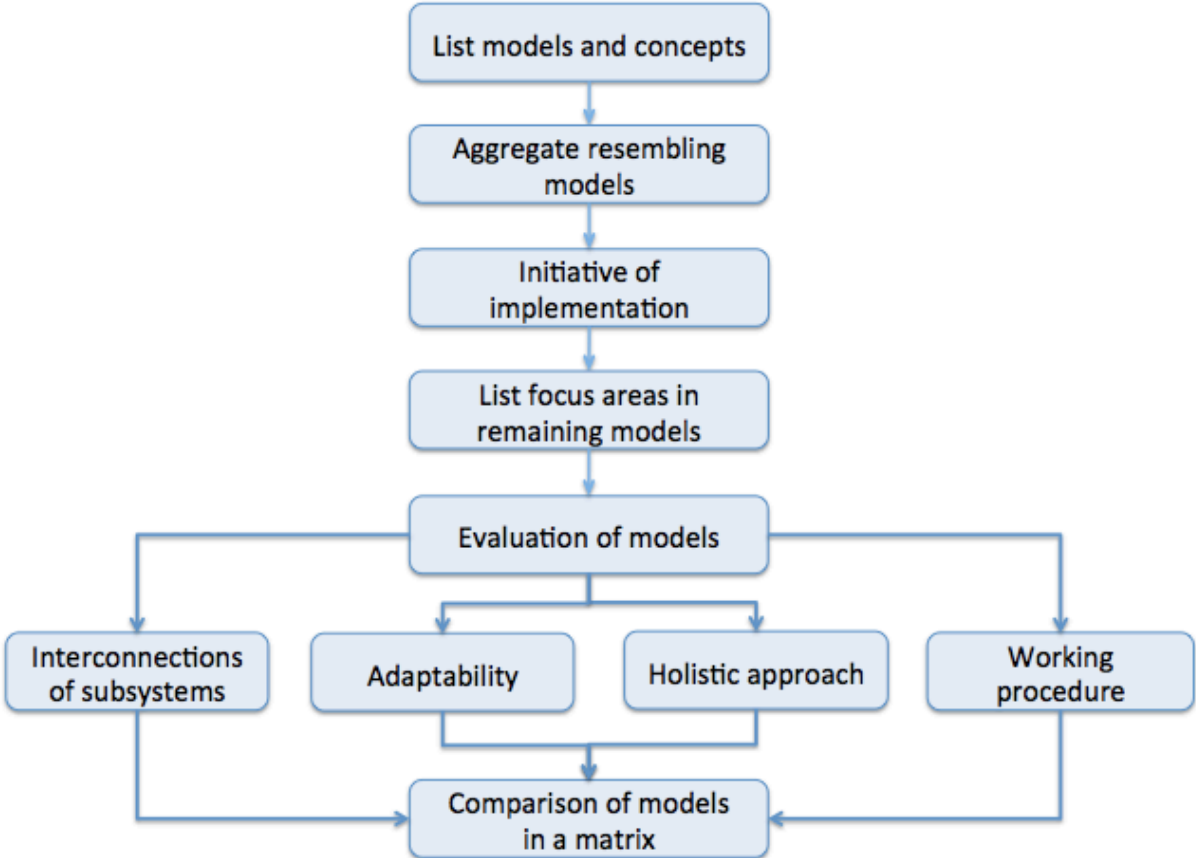 List models and concepts
Aggregate resembling
models
Initiative of
implementation
List focus areas in
remaining models
Evaluation of models
Interconnections
of subsystems
Adaptability
Holistic approach
Working
procedure
Comparison of models
in a matrix